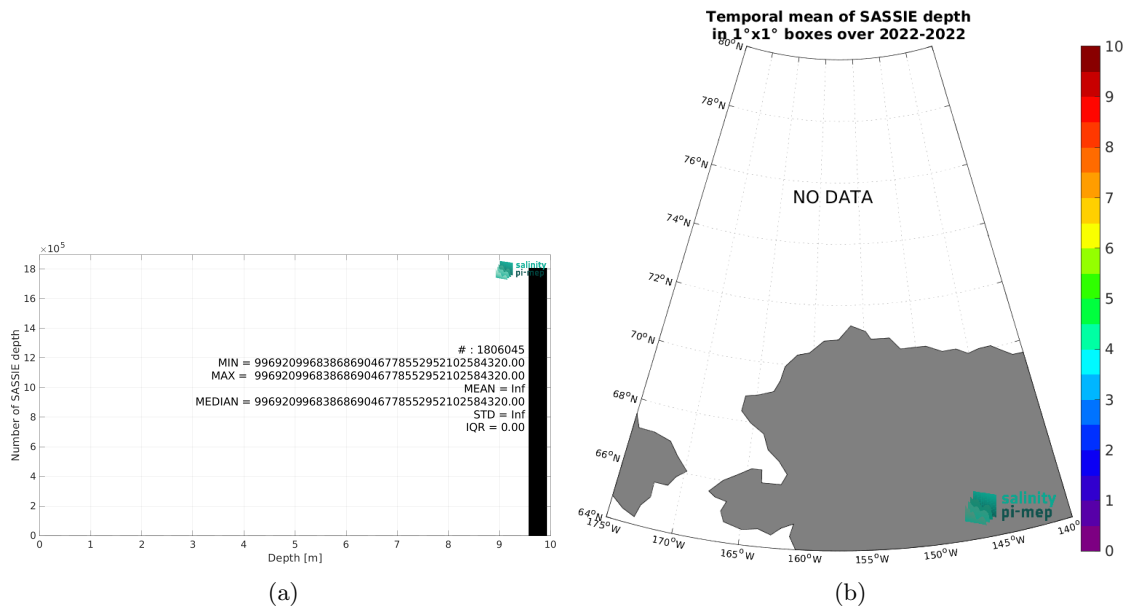 ×10⁵
18
16
14
12
10
8
6
4
2
0
Number of SASSIE depth
salinity
pi-mep
# : 1806045
MIN = 9969209968386869046778552952102584320.00
MAX = 9969209968386869046778552952102584320.00
MEAN = Inf
MEDIAN = 9969209968386869046778552952102584320.00
STD = Inf
IQR = 0.00
0 1 2 3 4 5 6 7 8 9 10
Depth [m]
(a)
Temporal mean of SASSIE depth
in 1°x1° boxes over 2022-2022
80°N
78°N
76°N
74°N
72°N
70°N
68°N
66°N
64°N
NO DATA
salinity
pi-mep
175°W
170°W
165°W
160°W
155°W
150°W
145°W
140°
10
9
8
7
6
5
4
3
2
1
0
(b)